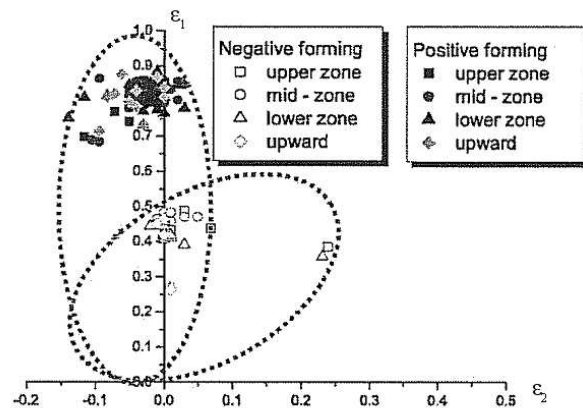 ε1
1.0
0.9
0.8
0.7
0.6
0.5
0.4
0.3
0.2
0.1
0.0
-0.2
-0.1
0.0
0.1
0.2
0.3
0.4
0.5
ε2
Negative forming
upper zone
mid - zone
lower zone
upward
Positive forming
upper zone
mid - zone
lower zone
upward